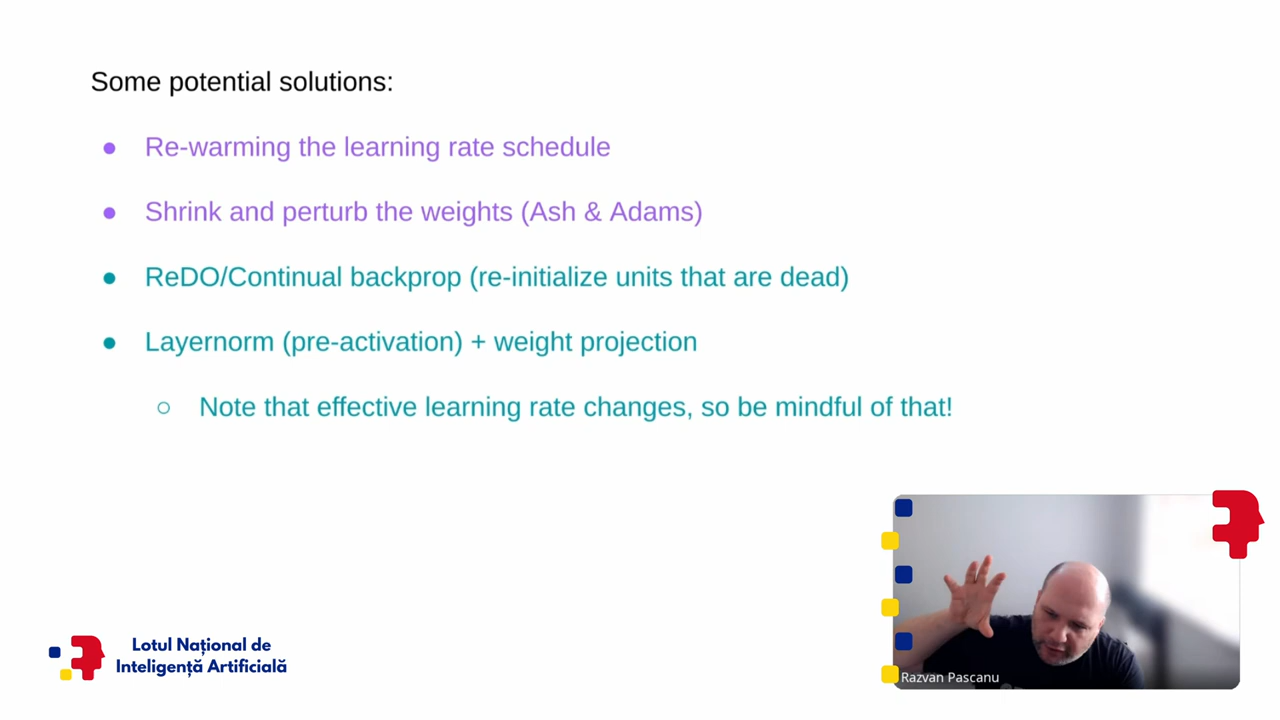 Some potential solutions:
● Re-warming the learning rate schedule
● Shrink and perturb the weights (Ash & Adams)
● ReDO/Continual backprop (re-initialize units that are dead)
● Layernorm (pre-activation) + weight projection
○ Note that effective learning rate changes, so be mindful of that!
Lotul Național de
Inteligență Artificială
Razvan Pascanu